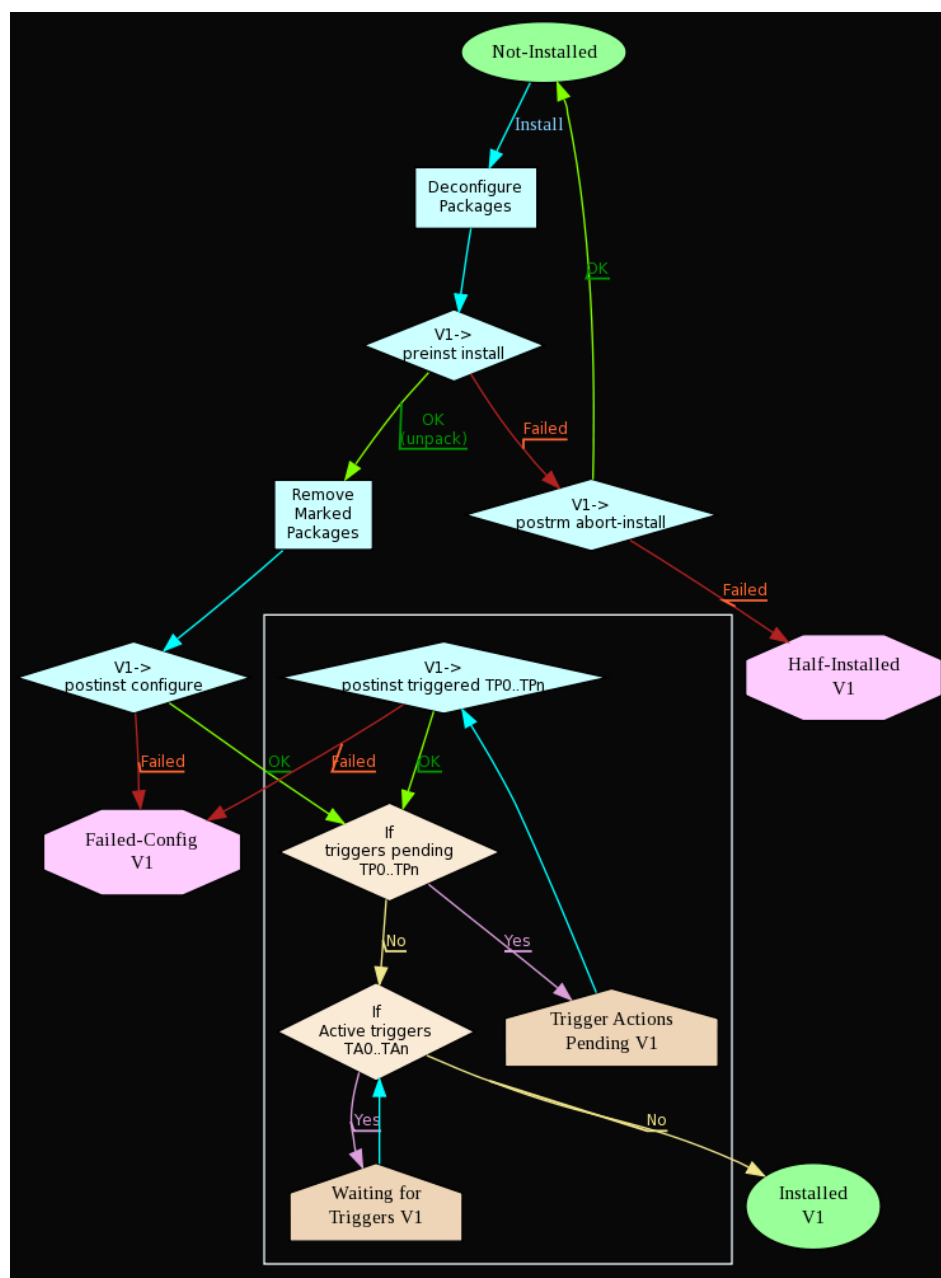 Not-Installed
Install
Deconfigure
Packages
OK
V1->
preinst install
OK
(unpack)
Failed
Remove
Marked
Packages
V1->
postrm abort-install
Failed
V1->
postinst configure
V1->
postinst triggered TP0..TPn
Half-Installed
V1
Failed
OK
Failed
OK
Failed-Config
V1
If
triggers pending
TP0..TPn
No
Yes
If
Active triggers
TA0..TAn
Trigger Actions
Pending V1
Yes
No
Waiting for
Triggers V1
Installed
V1